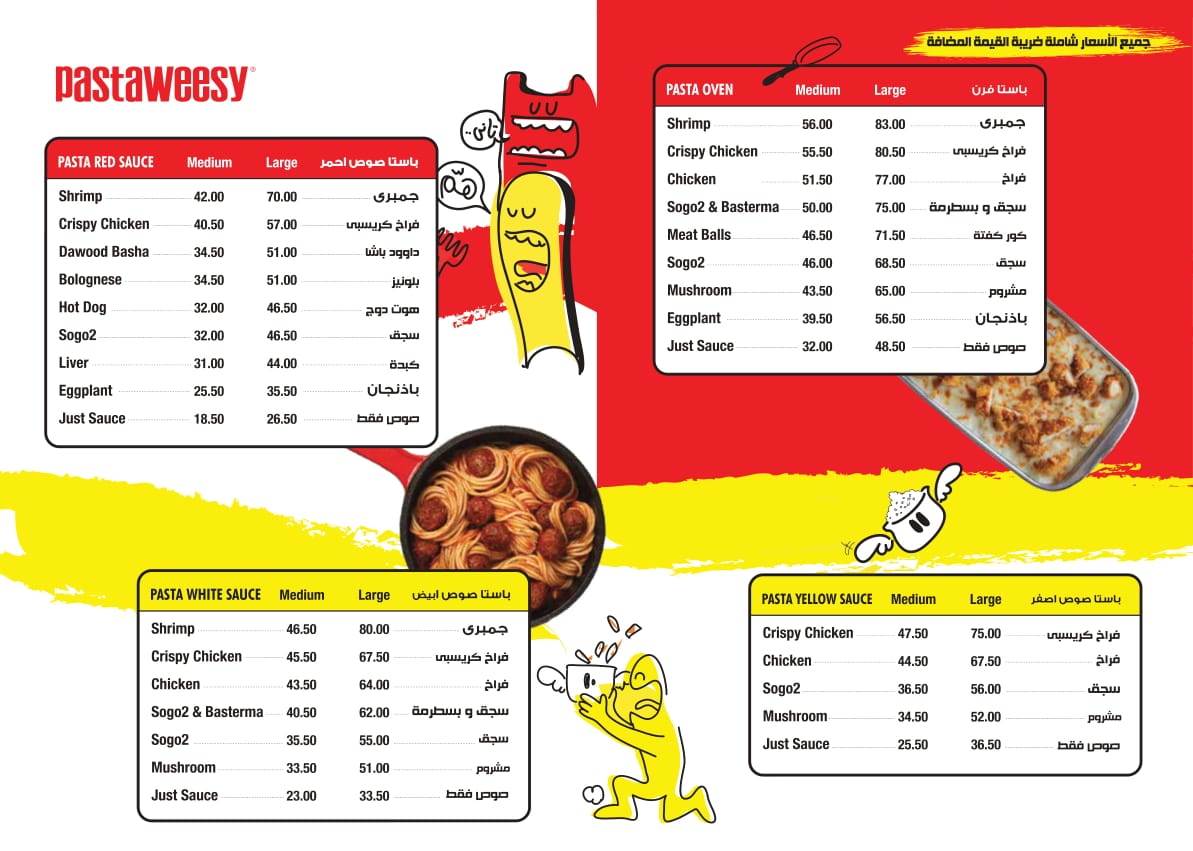 pastaweesy®
PASTA RED SAUCE Medium Large باستا صوص احمر
Shrimp 42.00 70.00 جمبرى
Crispy Chicken 40.50 57.00 فراخ كريسبى
Dawood Basha 34.50 51.00 داوود باشا
Bolognese 34.50 51.00 بلونيز
Hot Dog 32.00 46.50 هوت دوج
Sogo2 32.00 46.50 سجق
Liver 31.00 44.00 كبدة
Eggplant 25.50 35.50 باذنجان
Just Sauce 18.50 26.50 صوص فقط
تانى..
جميع الأسعار شاملة ضريبة القيمة المضافة
PASTA OVEN Medium Large باستا فرن
Shrimp 56.00 83.00 جمبرى
Crispy Chicken 55.50 80.50 فراخ كريسبى
Chicken 51.50 77.00 فراخ
Sogo2 & Basterma 50.00 75.00 سجق و بسطرمة
Meat Balls 46.50 71.50 كور كفتة
Sogo2 46.00 68.50 سجق
Mushroom 43.50 65.00 مشروم
Eggplant 39.50 56.50 باذنجان
Just Sauce 32.00 48.50 صوص فقط
PASTA WHITE SAUCE Medium Large باستا صوص ابيض
Shrimp 46.50 80.00 جمبرى
Crispy Chicken 45.50 67.50 فراخ كريسبى
Chicken 43.50 64.00 فراخ
Sogo2 & Basterma 40.50 62.00 سجق و بسطرمة
Sogo2 35.50 55.00 سجق
Mushroom 33.50 51.00 مشروم
Just Sauce 23.00 33.50 صوص فقط
PASTA YELLOW SAUCE Medium Large باستا صوص اصفر
Crispy Chicken 47.50 75.00 فراخ كريسبى
Chicken 44.50 67.50 فراخ
Sogo2 36.50 56.00 سجق
Mushroom 34.50 52.00 مشروم
Just Sauce 25.50 36.50 صوص فقط